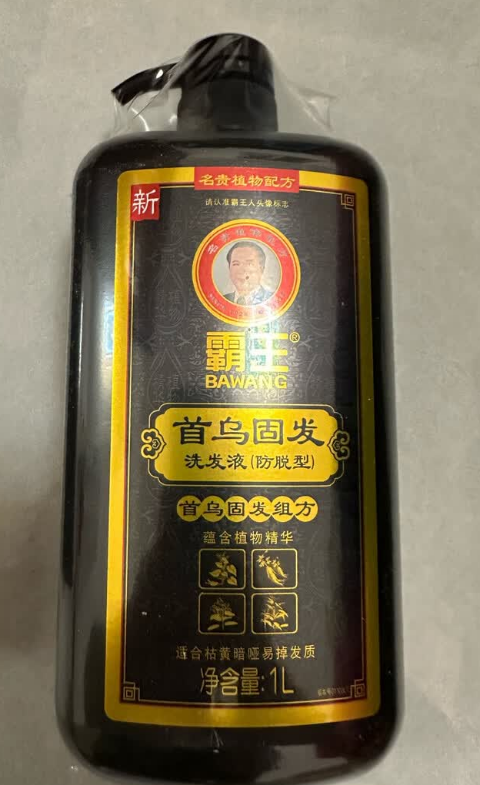 名贵植物配方
新
请认准霸王人头像标志
霸王®
BAWANG
首乌固发
洗发液(防脱型)
首乌固发组方
蕴含植物精华
适合枯黄暗哑易掉发质
净含量:1L